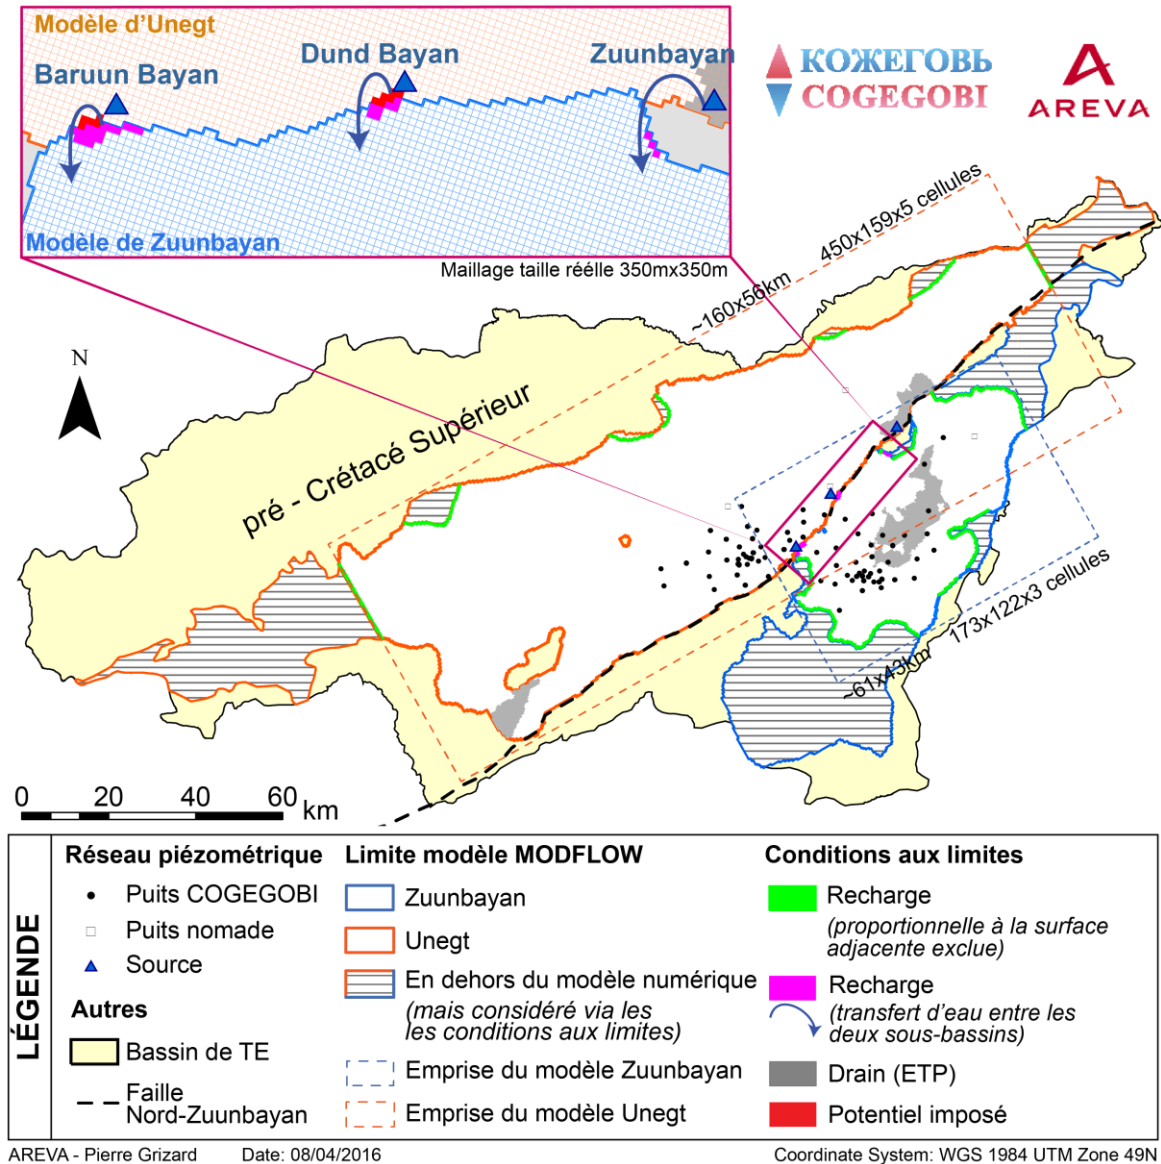 Modèle d'Unegt
Baruun Bayan
Dund Bayan
Zuunbayan
Modèle de Zuunbayan
Maillage taille réélle 350mx350m
КОЖЕГОВЬ
COGEGOBI
AREVA
450x159x5 cellules
~160x56km
N
pré - Crétacé Supérieur
173x122x3 cellules
~61x43km
0 20 40 60 km
LÉGENDE
Réseau piézométrique
Puits COGEGOBI
Puits nomade
Source
Autres
Bassin de TE
Faille
Nord-Zuunbayan
Limite modèle MODFLOW
Zuunbayan
Unegt
En dehors du modèle numérique
(mais considéré via les
les conditions aux limites)
Emprise du modèle Zuunbayan
Emprise du modèle Unegt
Conditions aux limites
Recharge
(proportionnelle à la surface
adjacente exclue)
Recharge
(transfert d'eau entre les
deux sous-bassins)
Drain (ETP)
Potentiel imposé
AREVA - Pierre Grizard Date: 08/04/2016 Coordinate System: WGS 1984 UTM Zone 49N